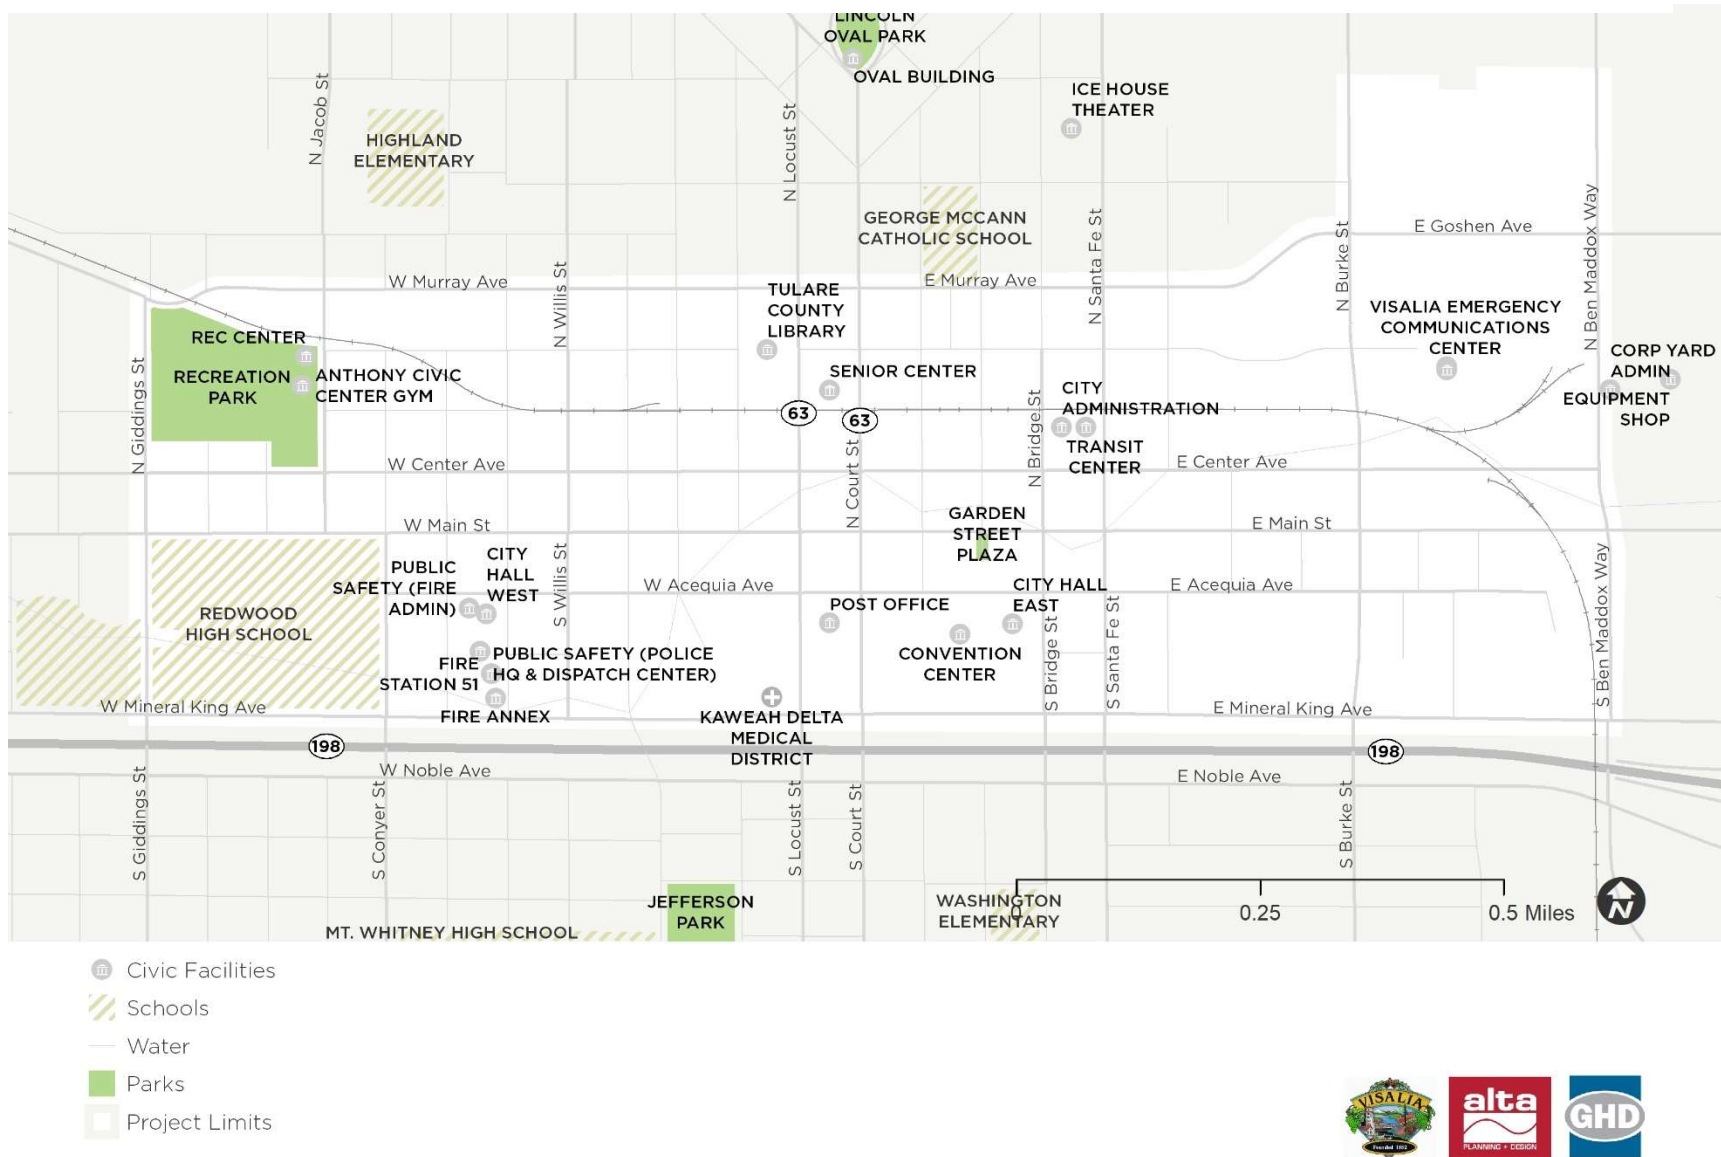 LINCOLN
OVAL PARK
OVAL BUILDING
ICE HOUSE
THEATER
N Jacob St
HIGHLAND
ELEMENTARY
N Locust St
GEORGE MCCANN
CATHOLIC SCHOOL
N Santa Fe St
N Burke St
E Goshen Ave
N Ben Maddox Way
W Murray Ave
E Murray Ave
N Willis St
TULARE
COUNTY
LIBRARY
VISALIA EMERGENCY
COMMUNICATIONS
CENTER
REC CENTER
RECREATION
PARK
ANTHONY CIVIC
CENTER GYM
SENIOR CENTER
CORP YARD
ADMIN
EQUIPMENT
SHOP
CITY
ADMINISTRATION
TRANSIT
CENTER
63
63
N Giddings St
N Court St
N Bridge St
W Center Ave
E Center Ave
W Main St
E Main St
GARDEN
STREET
PLAZA
PUBLIC
SAFETY (FIRE
ADMIN)
CITY
HALL
WEST
S Willis St
W Acequia Ave
E Acequia Ave
CITY HALL
EAST
POST OFFICE
CONVENTION
CENTER
S Bridge St
S Santa Fe St
S Ben Maddox Way
REDWOOD
HIGH SCHOOL
PUBLIC SAFETY (POLICE
HQ & DISPATCH CENTER)
FIRE
STATION 51
FIRE ANNEX
W Mineral King Ave
E Mineral King Ave
KAWEAH DELTA
MEDICAL
DISTRICT
198
198
W Noble Ave
E Noble Ave
S Giddings St
S Conyer St
S Locust St
S Court St
S Burke St
JEFFERSON
PARK
WASHINGTON
ELEMENTARY
MT. WHITNEY HIGH SCHOOL
0
0.25
0.5 Miles
N
Civic Facilities
Schools
Water
Parks
Project Limits
VISALIA
Founded 1852
alta
PLANNING + DESIGN
GHD